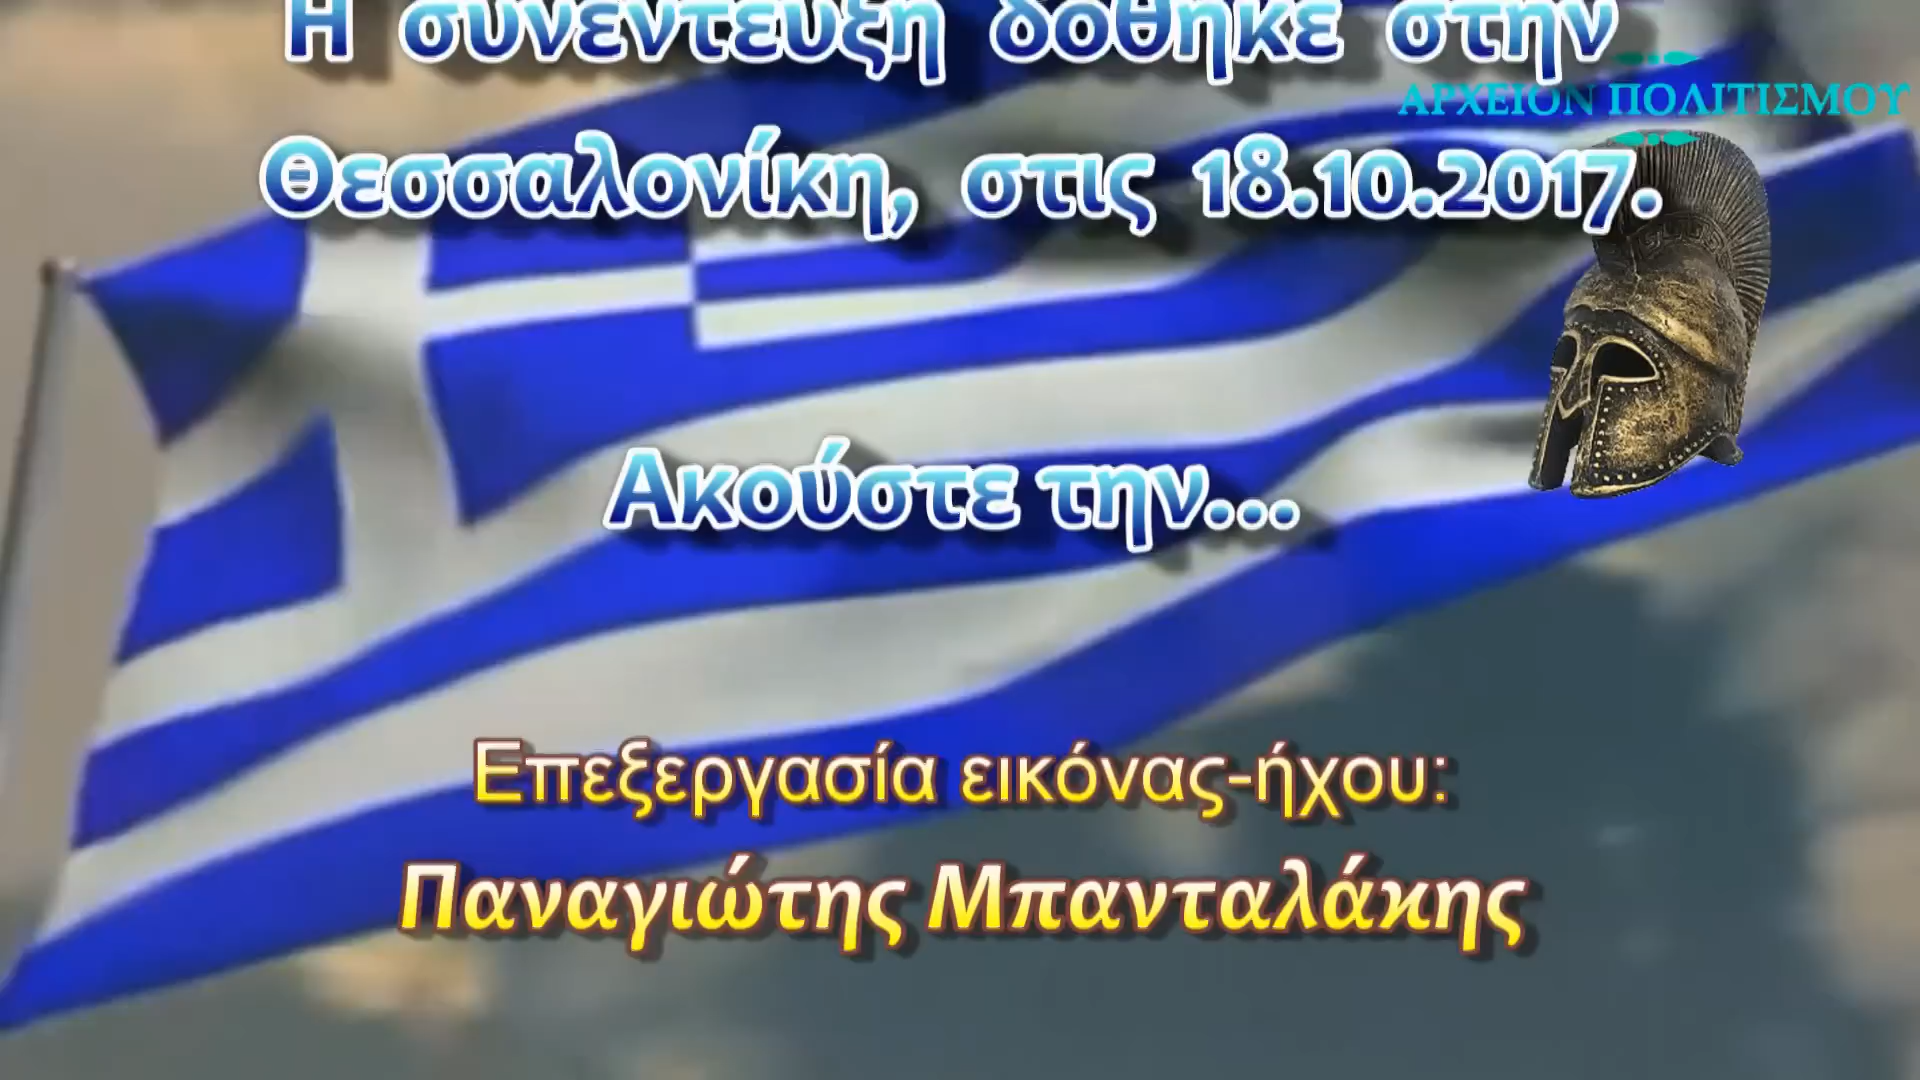 Η συνέντευξη δόθηκε στην
ΑΡΧΕΙΟΝ ΠΟΛΙΤΙΣΜΟΥ
Θεσσαλονίκη, στις 18.10.2017.
Ακούστε την...
Επεξεργασία εικόνας-ήχου:
Παναγιώτης Μπανταλάκης